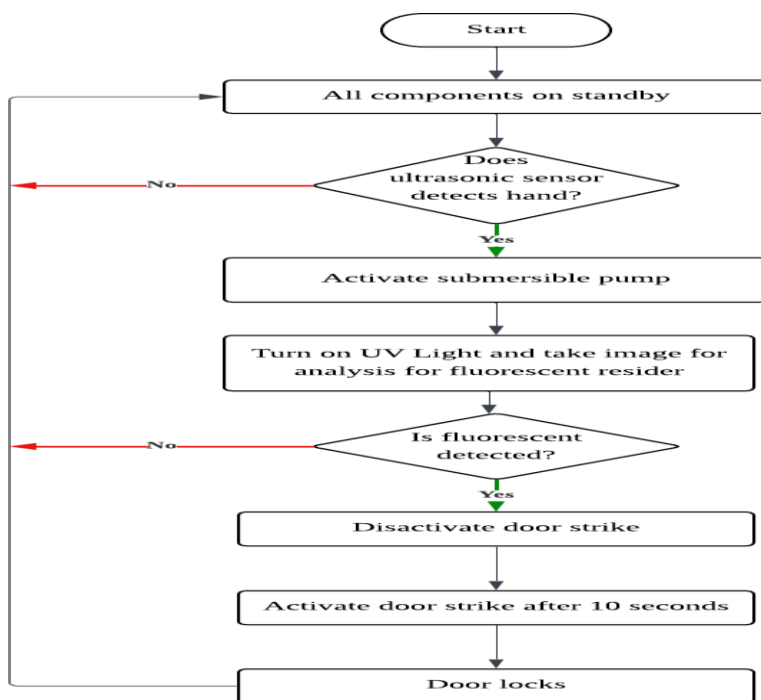 Start
All components on standby
Does
ultrasonic sensor
detects hand?
No
Yes
Activate submersible pump
Turn on UV Light and take image for
analysis for fluorescent resider
Is fluorescent
detected?
No
Yes
Disactivate door strike
Activate door strike after 10 seconds
Door locks